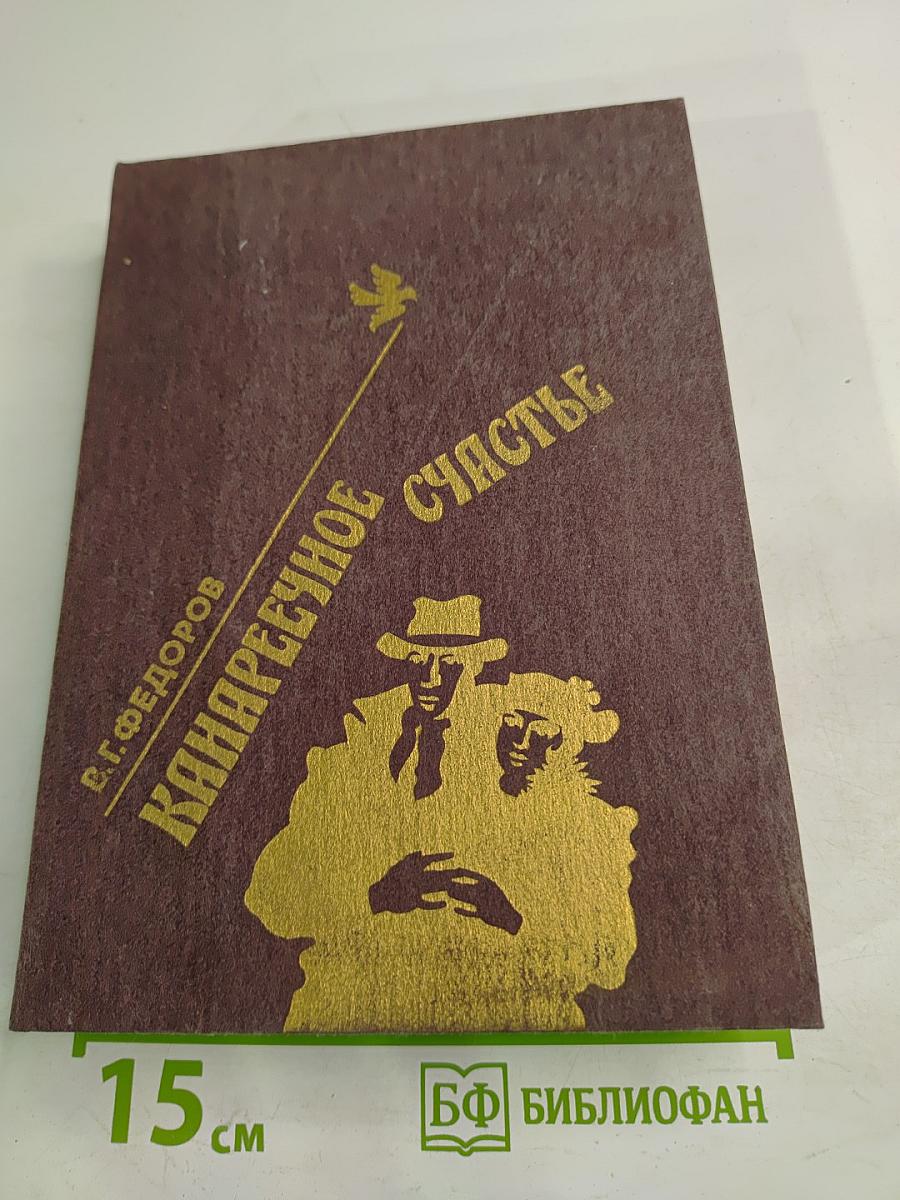 В.Г. ФЕДОРОВ
КАНАРЕЕЧНОЕ
СЧАСТЬЕ
15 см
БФ БИБЛИОФАН